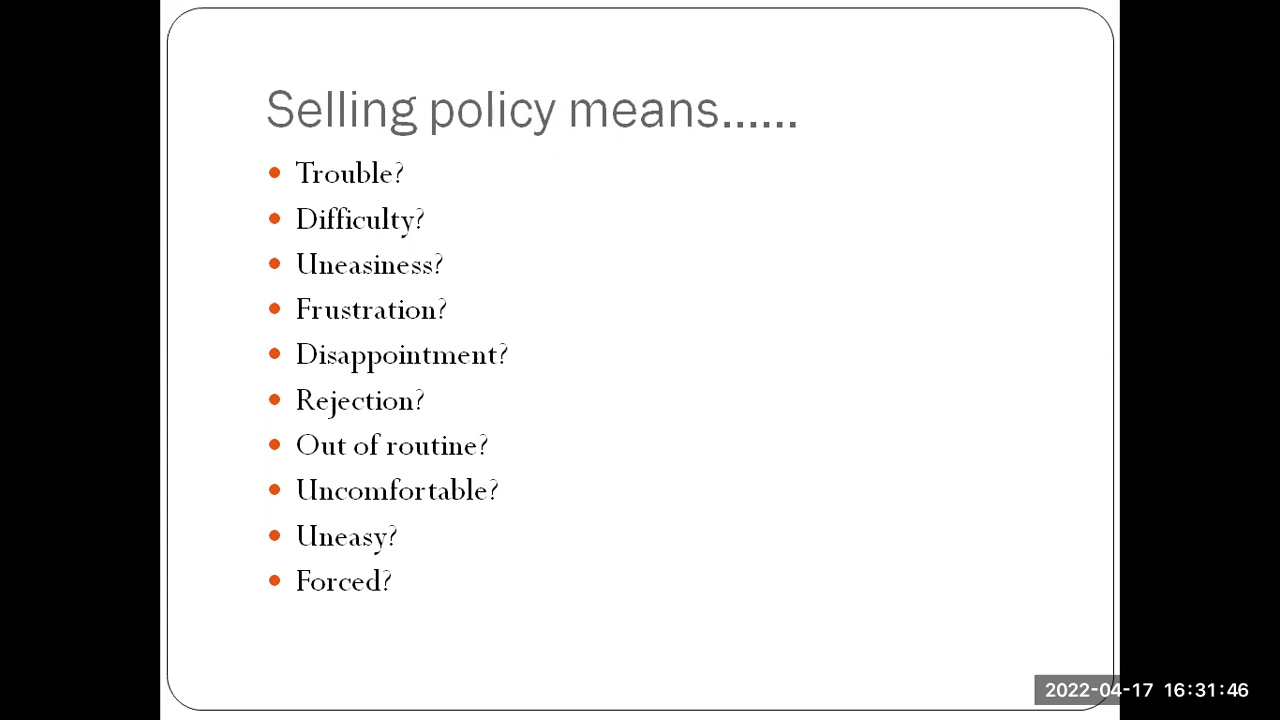 Selling policy means......
Trouble?
Difficulty?
Uneasiness?
Frustration?
Disappointment?
Rejection?
Out of routine?
Uncomfortable?
Uneasy?
Forced?
2022-04-17 16:31:46